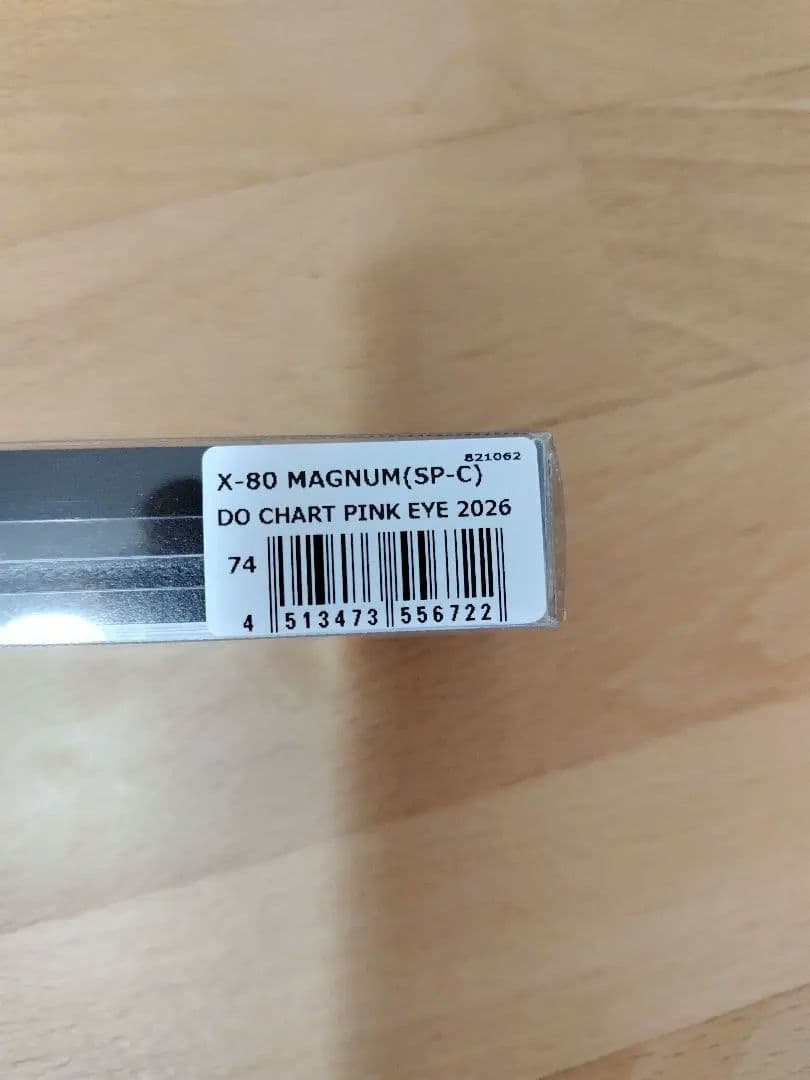 821062
X-80 MAGNUM(SP-C)
DO CHART PINK EYE 2026
74
4 513473 556722